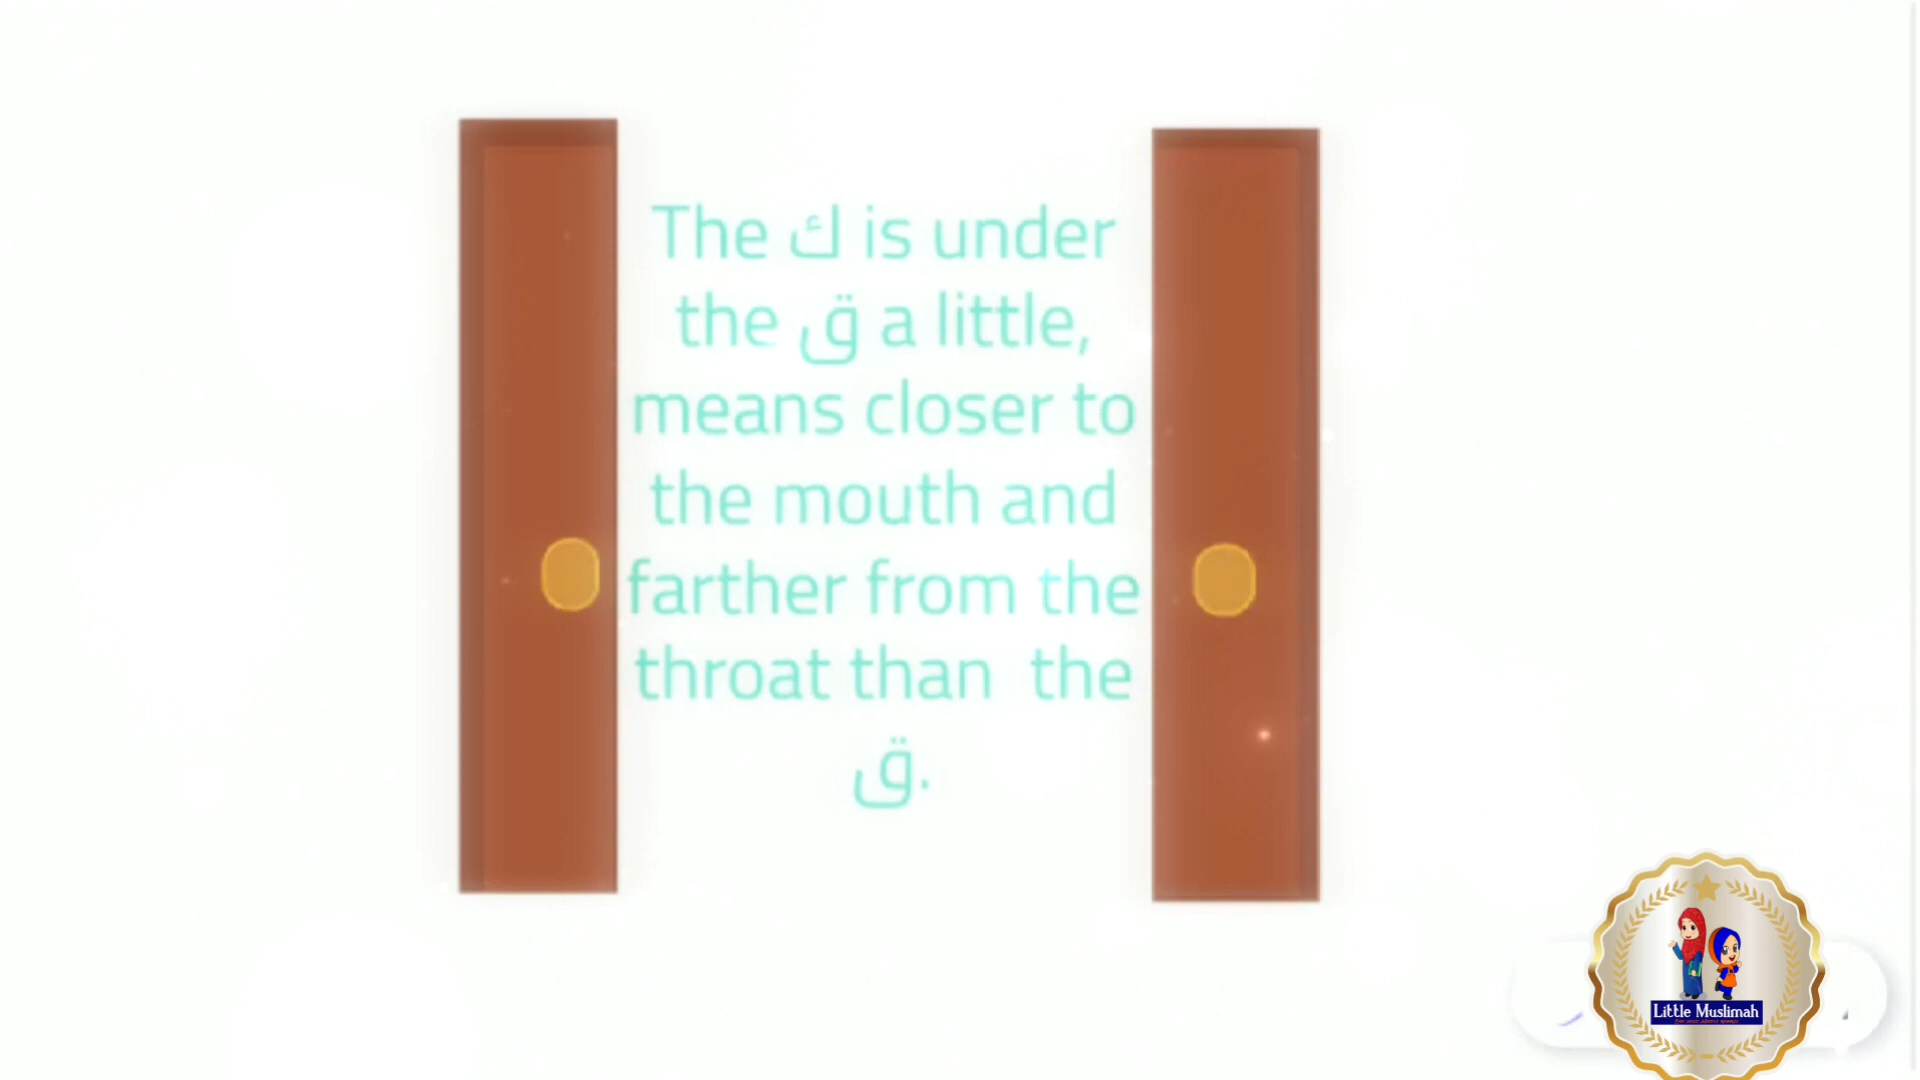 The ك is under
the ق a little,
means closer to
the mouth and
farther from the
throat than  the
ق.
Little Muslimah